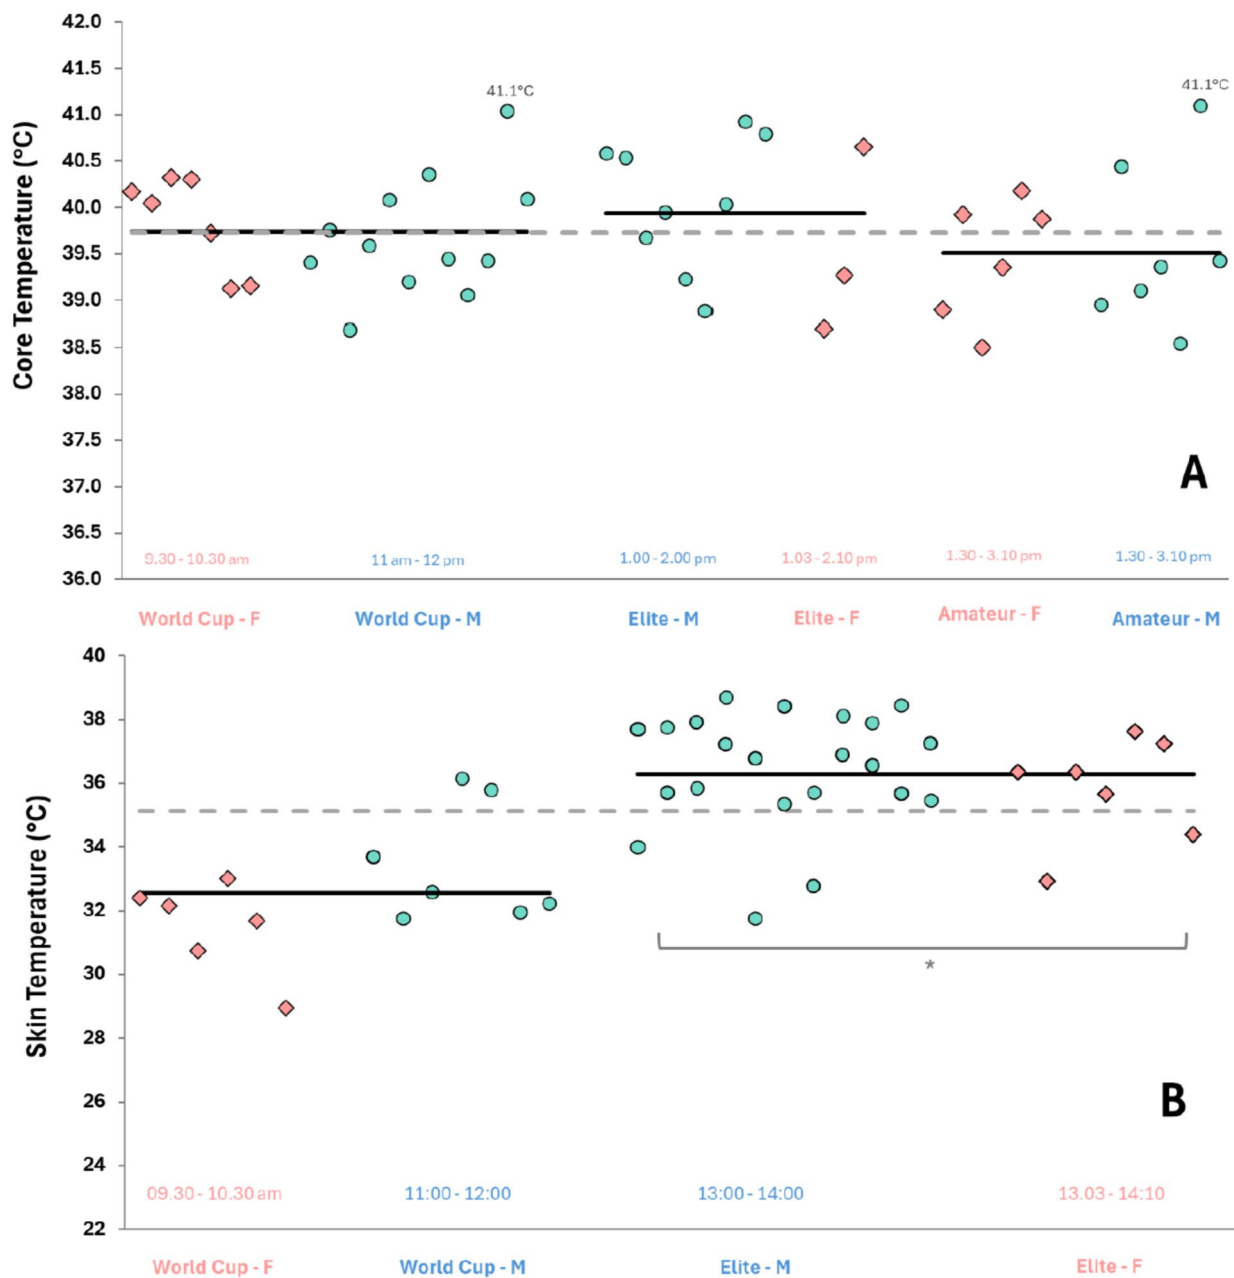 42.0
41.5
41.0
40.5
40.0
39.5
39.0
38.5
38.0
37.5
37.0
36.5
36.0
Core Temperature (°C)
41.1°C
41.1°C
A
9.30 - 10.30 am
11 am - 12 pm
1.00 - 2.00 pm
1.03 - 2.10 pm
1.30 - 3.10 pm
1.30 - 3.10 pm
World Cup - F
World Cup - M
Elite - M
Elite - F
Amateur - F
Amateur - M
40
38
36
34
32
30
28
26
24
22
Skin Temperature (°C)
*
B
09.30 - 10.30 am
11:00 - 12:00
13:00 - 14:00
13.03 - 14:10
World Cup - F
World Cup - M
Elite - M
Elite - F